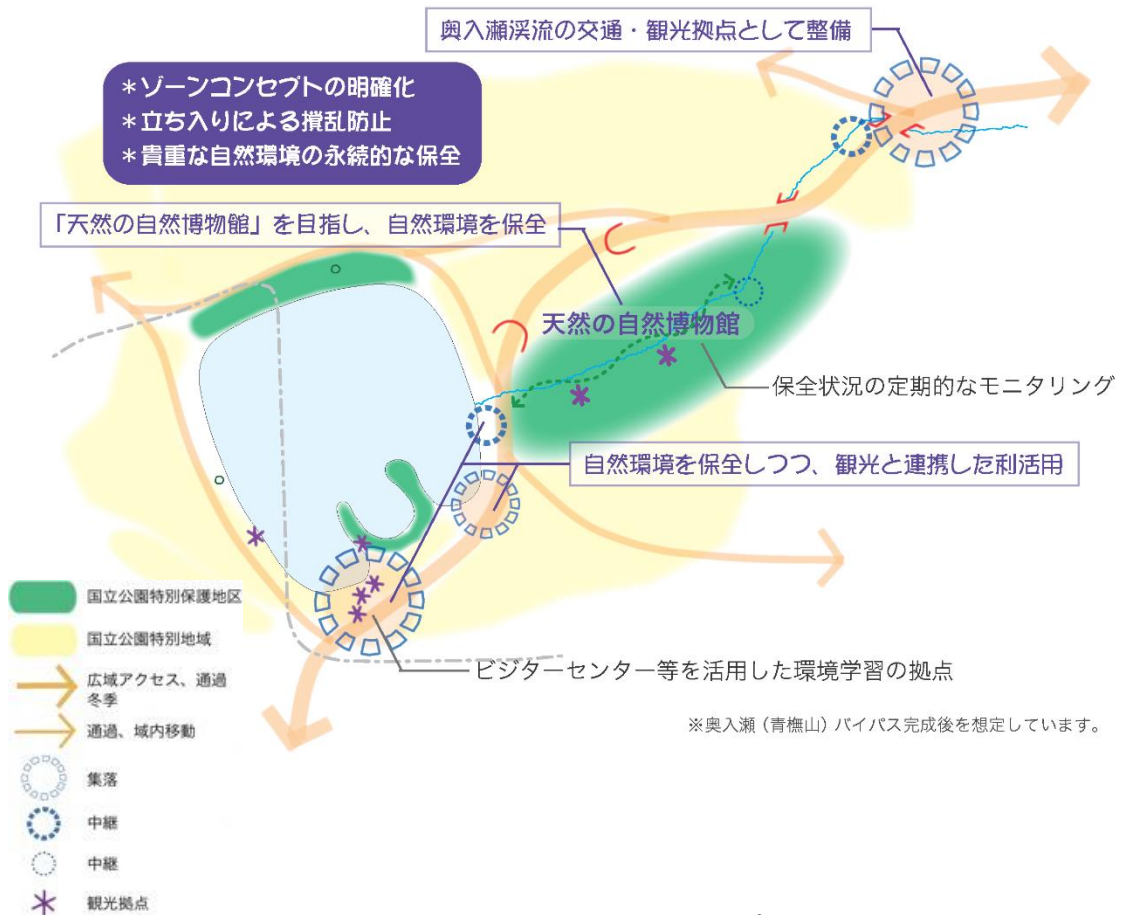 奥入瀬渓流の交通・観光拠点として整備
＊ゾーンコンセプトの明確化
＊立ち入りによる撹乱防止
＊貴重な自然環境の永続的な保全
「天然の自然博物館」を目指し、自然環境を保全
天然の自然博物館
保全状況の定期的なモニタリング
自然環境を保全しつつ、観光と連携した利活用
ビジターセンター等を活用した環境学習の拠点
※奥入瀬（青橅山）バイパス完成後を想定しています。
国立公園特別保護地区
国立公園特別地域
広域アクセス、通過
冬季
通過、域内移動
集落
中継
中継
観光拠点